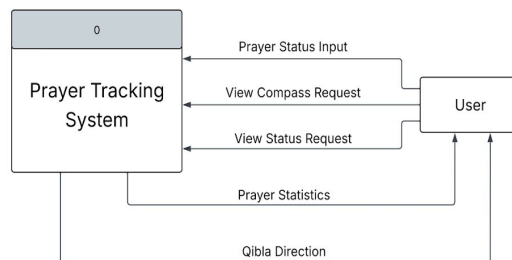 0
Prayer Tracking
System
Prayer Status Input
View Compass Request
View Status Request
User
Prayer Statistics
Qibla Direction